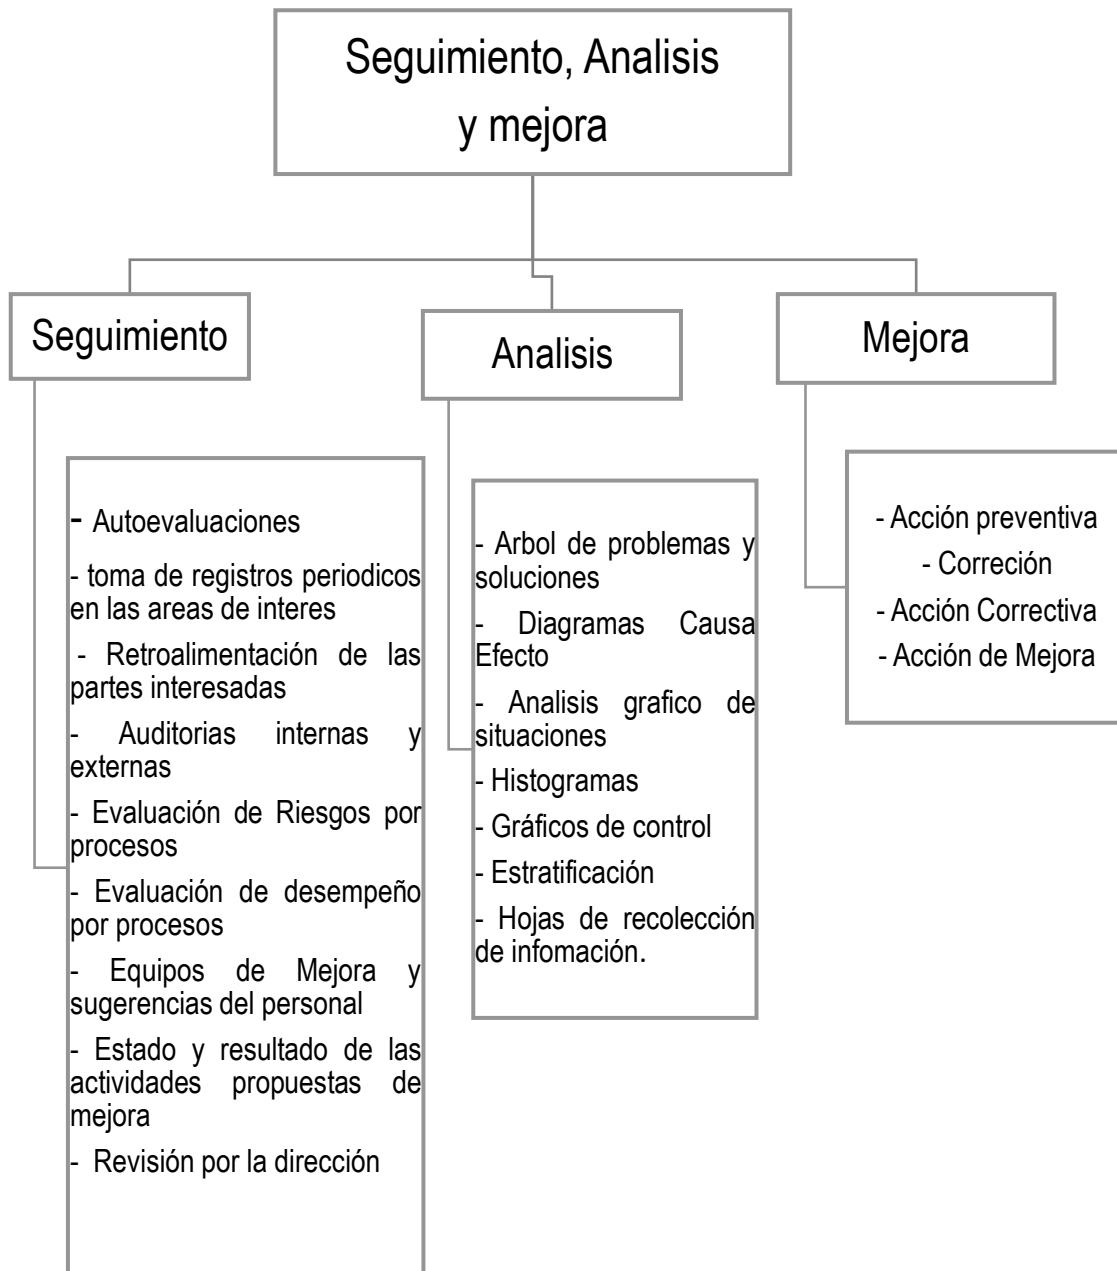 Seguimiento, Analisis
y mejora
Seguimiento
- Autoevaluaciones
- toma de registros periodicos
en las areas de interes
- Retroalimentación de las
partes interesadas
- Auditorias internas y
externas
- Evaluación de Riesgos por
procesos
- Evaluación de desempeño
por procesos
- Equipos de Mejora y
sugerencias del personal
- Estado y resultado de las
actividades propuestas de
mejora
- Revisión por la dirección
Analisis
- Arbol de problemas y
soluciones
- Diagramas Causa
Efecto
- Analisis grafico de
situaciones
- Histogramas
- Gráficos de control
- Estratificación
- Hojas de recolección
de infomación.
Mejora
- Acción preventiva
- Correción
- Acción Correctiva
- Acción de Mejora